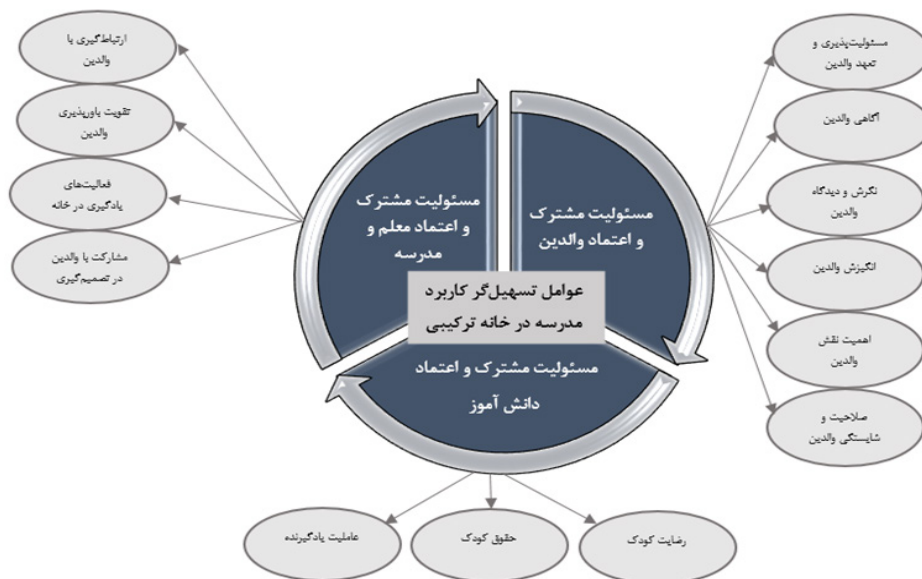 مسئولیت‌پذیری و
تعهد والدین
آگاهی والدین
نگرش و دیدگاه
والدین
انگیزش والدین
اهمیت نقش
والدین
صلاحیت و
شایستگی والدین
ارتباط‌گیری با
والدین
تقویت باورپذیری
والدین
فعالیت‌های
یادگیری در خانه
مشارکت با والدین
در تصمیم‌گیری
مسئولیت مشترک
و اعتماد والدین
مسئولیت مشترک
و اعتماد معلم و
مدرسه
عوامل تسهیل‌گر کاربرد
مدرسه در خانه ترکیبی
مسئولیت مشترک و اعتماد
دانش آموز
رضایت کودک
حقوق کودک
عاملیت یادگیرنده